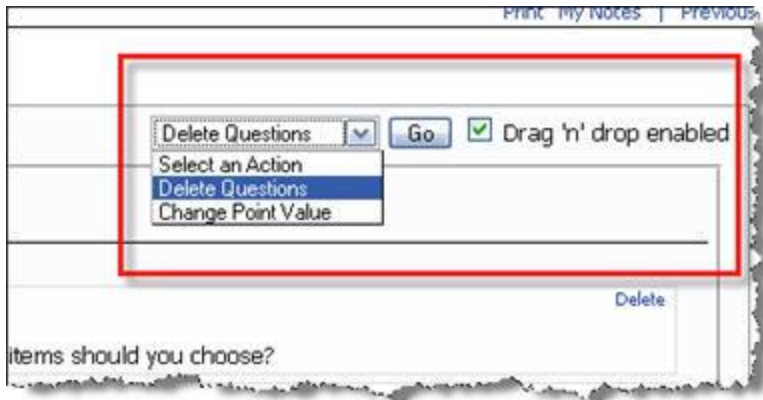 Print My Notes | Previous
Delete Questions Go Drag 'n' drop enabled
Select an Action
Delete Questions
Change Point Value
Delete
items should you choose?